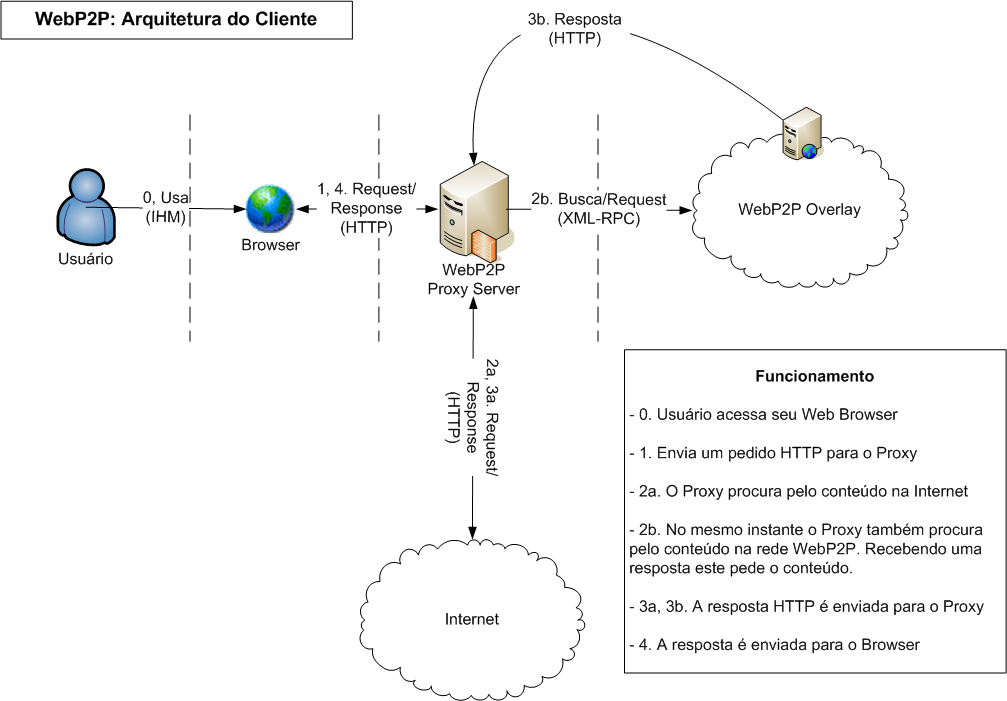 WebP2P: Arquitetura do Cliente
3b. Resposta
(HTTP)
0, Usa
(IHM)
Usuário
Browser
1, 4. Request/
Response
(HTTP)
WebP2P
Proxy Server
2b. Busca/Request
(XML-RPC)
WebP2P Overlay
2a, 3a. Request/
Response
(HTTP)
Internet
Funcionamento
- 0. Usuário acessa seu Web Browser
- 1. Envia um pedido HTTP para o Proxy
- 2a. O Proxy procura pelo conteúdo na Internet
- 2b. No mesmo instante o Proxy também procura
pelo conteúdo na rede WebP2P. Recebendo uma
resposta este pede o conteúdo.
- 3a, 3b. A resposta HTTP é enviada para o Proxy
- 4. A resposta é enviada para o Browser